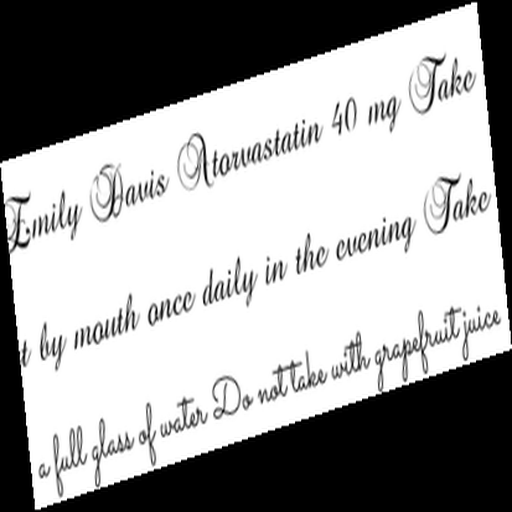 Emily Davis Atorvastatin 40 mg Take
by mouth once daily in the evening Take
a full glass of water Do not take with grapefruit juice